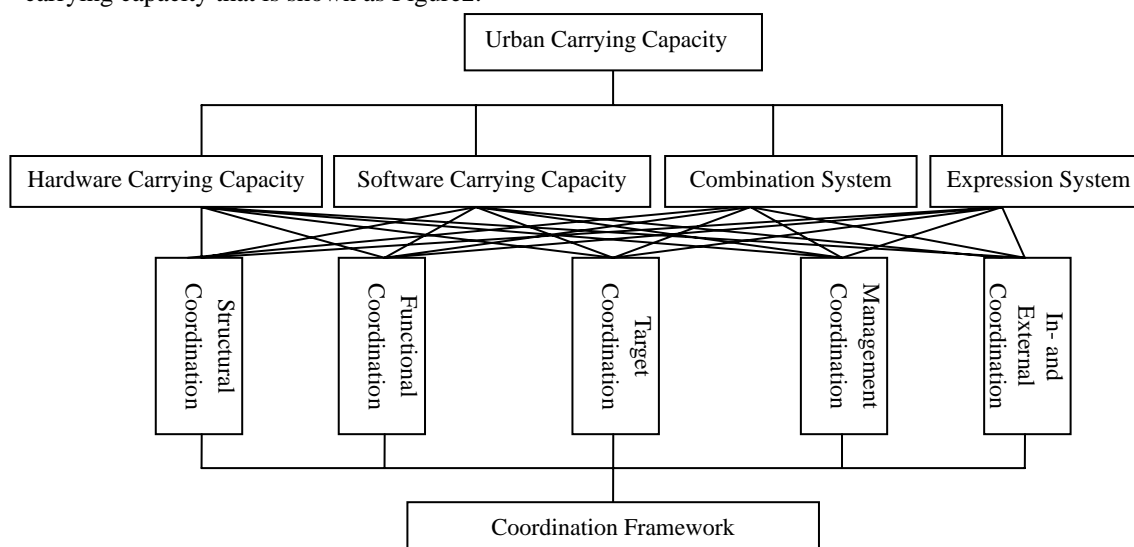 carrying capacity that is shown as Figure2.
Urban Carrying Capacity
Hardware Carrying Capacity
Software Carrying Capacity
Combination System
Expression System
Structural
Coordination
Functional
Coordination
Target
Coordination
Management
Coordination
In- and
External
Coordination
Coordination Framework